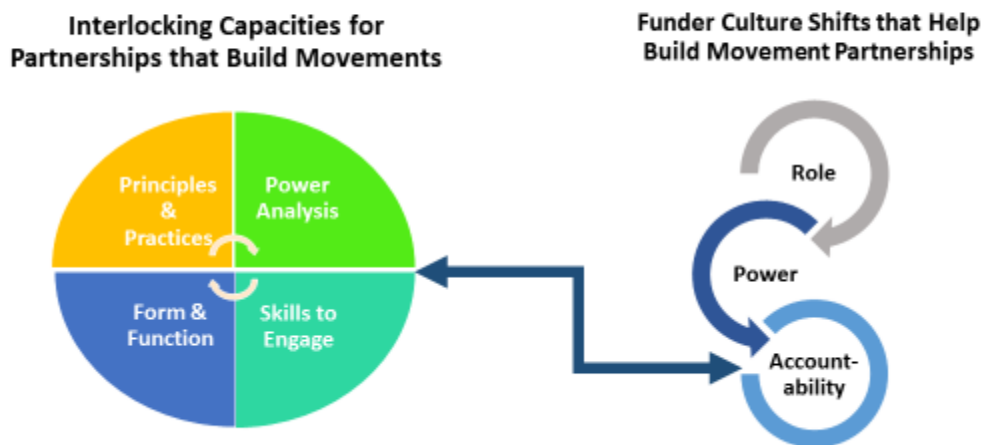 Interlocking Capacities for
Partnerships that Build Movements
Principles
&
Practices
Power
Analysis
Form &
Function
Skills to
Engage
Funder Culture Shifts that Help
Build Movement Partnerships
Role
Power
Account-
ability